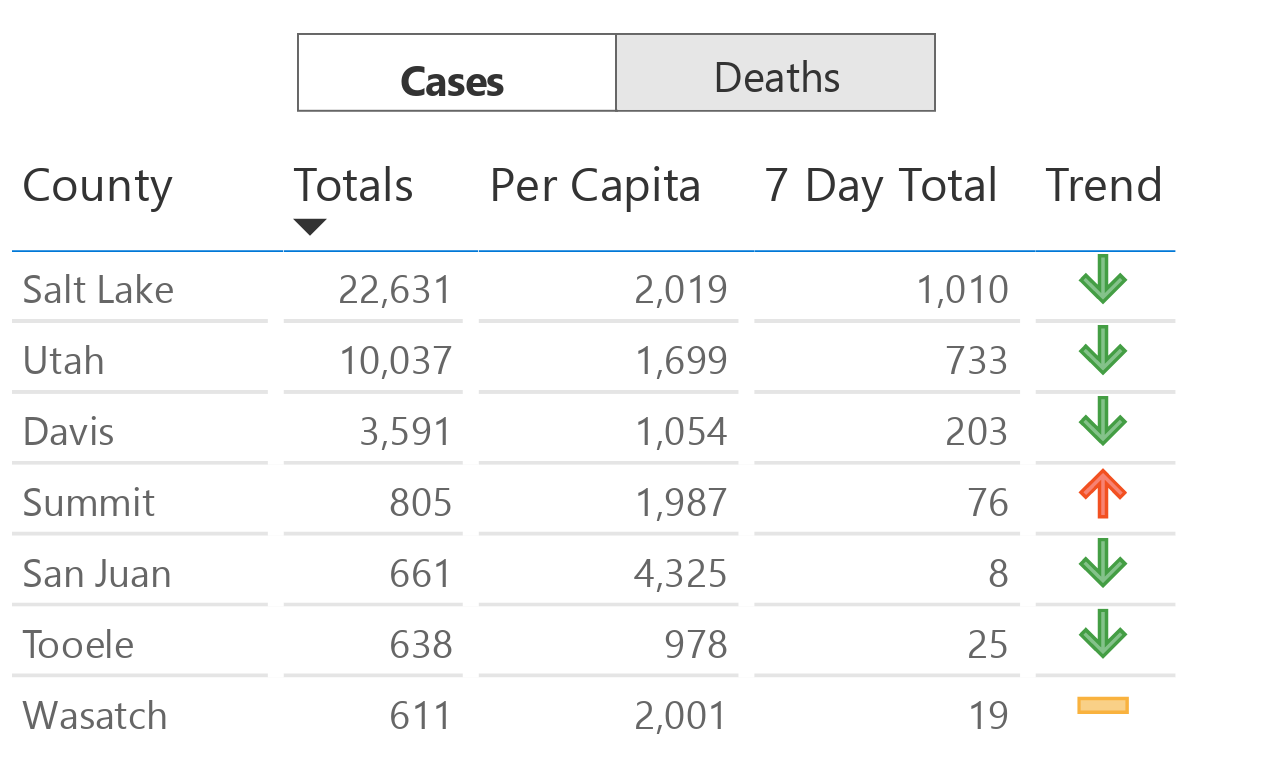 Cases Deaths
County Totals Per Capita 7 Day Total Trend
Salt Lake 22,631 2,019 1,010
Utah 10,037 1,699 733
Davis 3,591 1,054 203
Summit 805 1,987 76
San Juan 661 4,325 8
Tooele 638 978 25
Wasatch 611 2,001 19